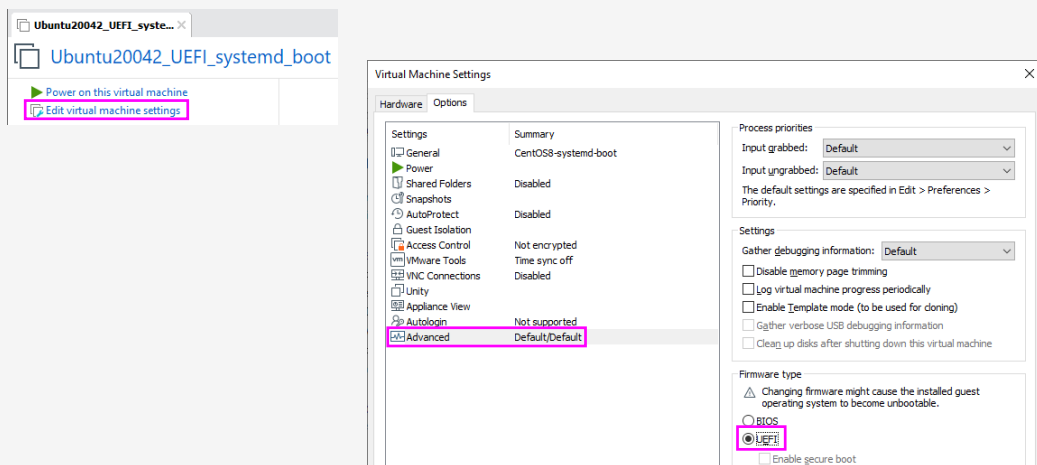 Ubuntu20042_UEFI_syste...
Ubuntu20042_UEFI_systemd_boot
Power on this virtual machine
Edit virtual machine settings
Virtual Machine Settings
Hardware Options
Settings Summary
General CentOS8-systemd-boot
Power
Shared Folders Disabled
Snapshots
AutoProtect Disabled
Guest Isolation
Access Control Not encrypted
vm VMware Tools Time sync off
VNC Connections Disabled
Unity
Appliance View
Autologin Not supported
Advanced Default/Default
Process priorities
Input grabbed: Default
Input ungrabbed: Default
The default settings are specified in Edit > Preferences >
Priority.
Settings
Gather debugging information: Default
Disable memory page trimming
Log virtual machine progress periodically
Enable Template mode (to be used for cloning)
Gather verbose USB debugging information
Clean up disks after shutting down this virtual machine
Firmware type
Changing firmware might cause the installed guest
operating system to become unbootable.
BIOS
UEFI
Enable secure boot